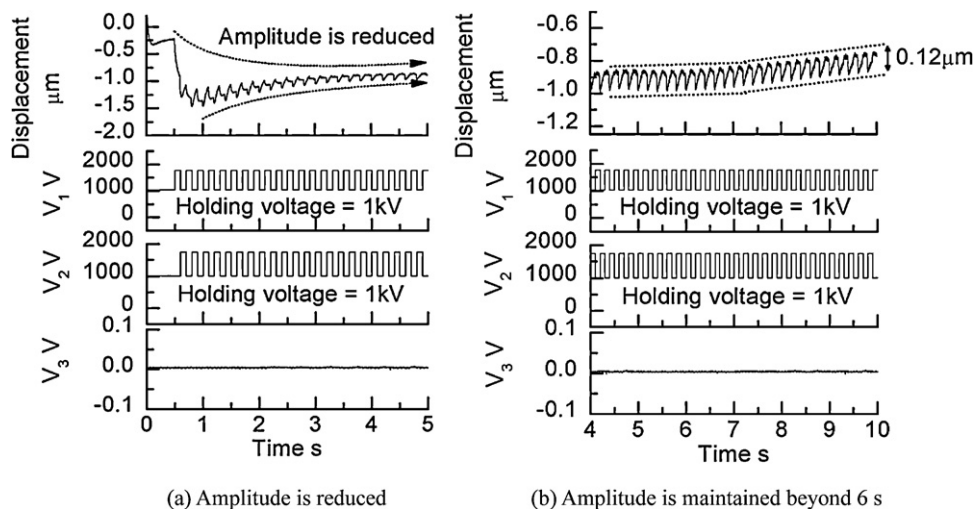 0.0
-0.5
-1.0
-1.5
-2.0
Displacement
μm
Amplitude is reduced
2000
1000
0
V1 V
Holding voltage = 1kV
2000
1000
0
V2 V
Holding voltage = 1kV
0.1
0.0
-0.1
V3 V
0 1 2 3 4 5
Time s
(a) Amplitude is reduced
-0.4
-0.6
-0.8
-1.0
-1.2
Displacement
μm
0.12μm
2000
1000
0
V1 V
Holding voltage = 1kV
2000
1000
0
V2 V
Holding voltage = 1kV
0.1
0.0
-0.1
V3 V
4 5 6 7 8 9 10
Time s
(b) Amplitude is maintained beyond 6 s